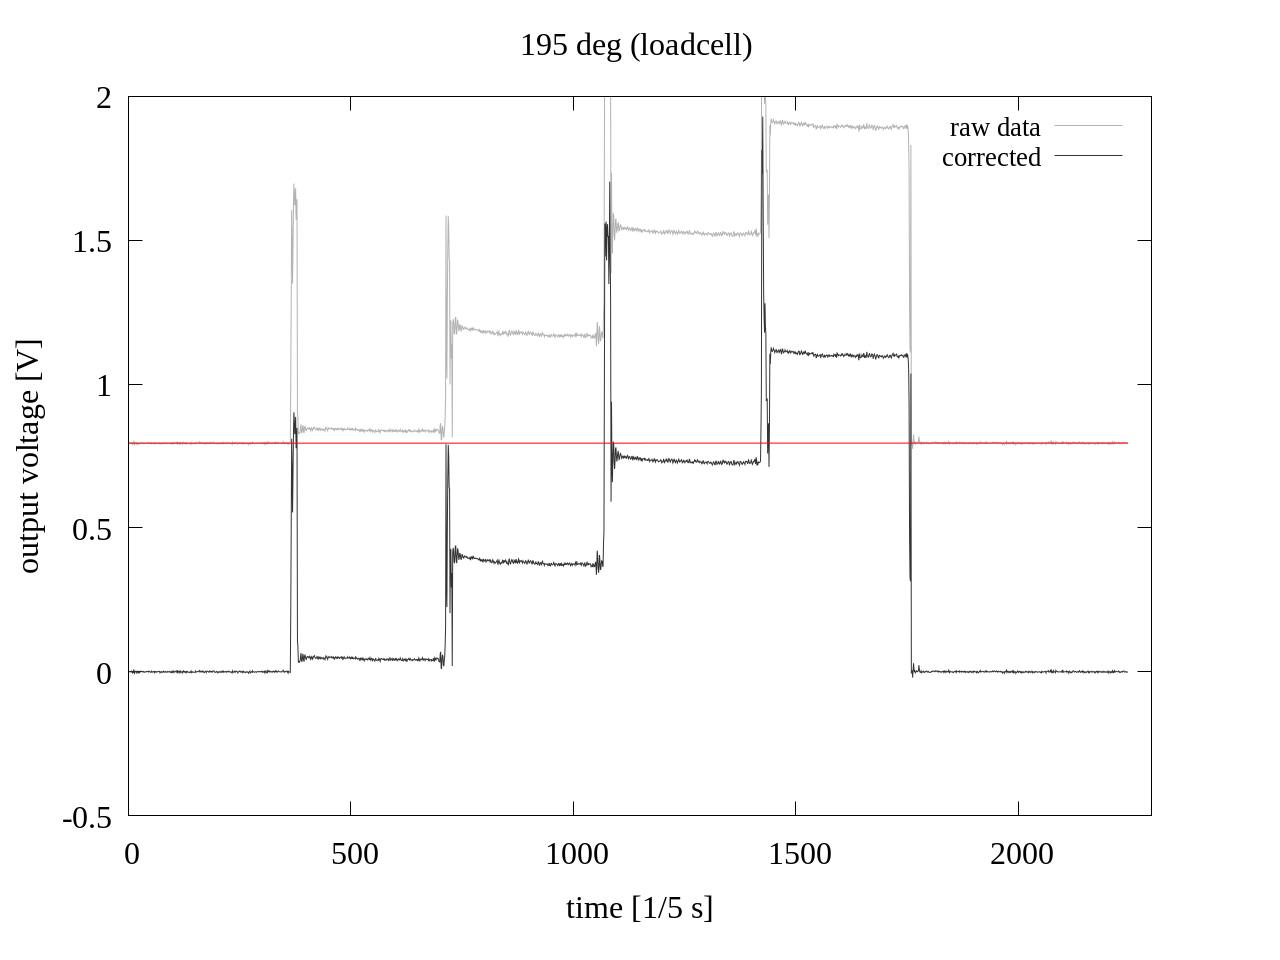 195 deg (loadcell)
2
raw data
corrected
1.5
1
0.5
0
-0.5
output voltage [V]
0 500 1000 1500 2000
time [1/5 s]